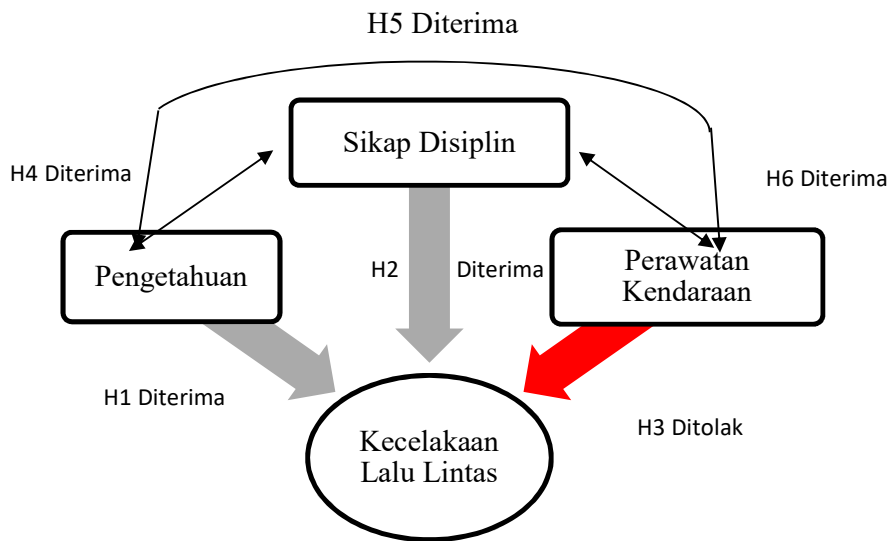 H5 Diterima
Sikap Disiplin
H4 Diterima
H6 Diterima
Pengetahuan
H2 Diterima
Perawatan
Kendaraan
H1 Diterima
H3 Ditolak
Kecelakaan
Lalu Lintas